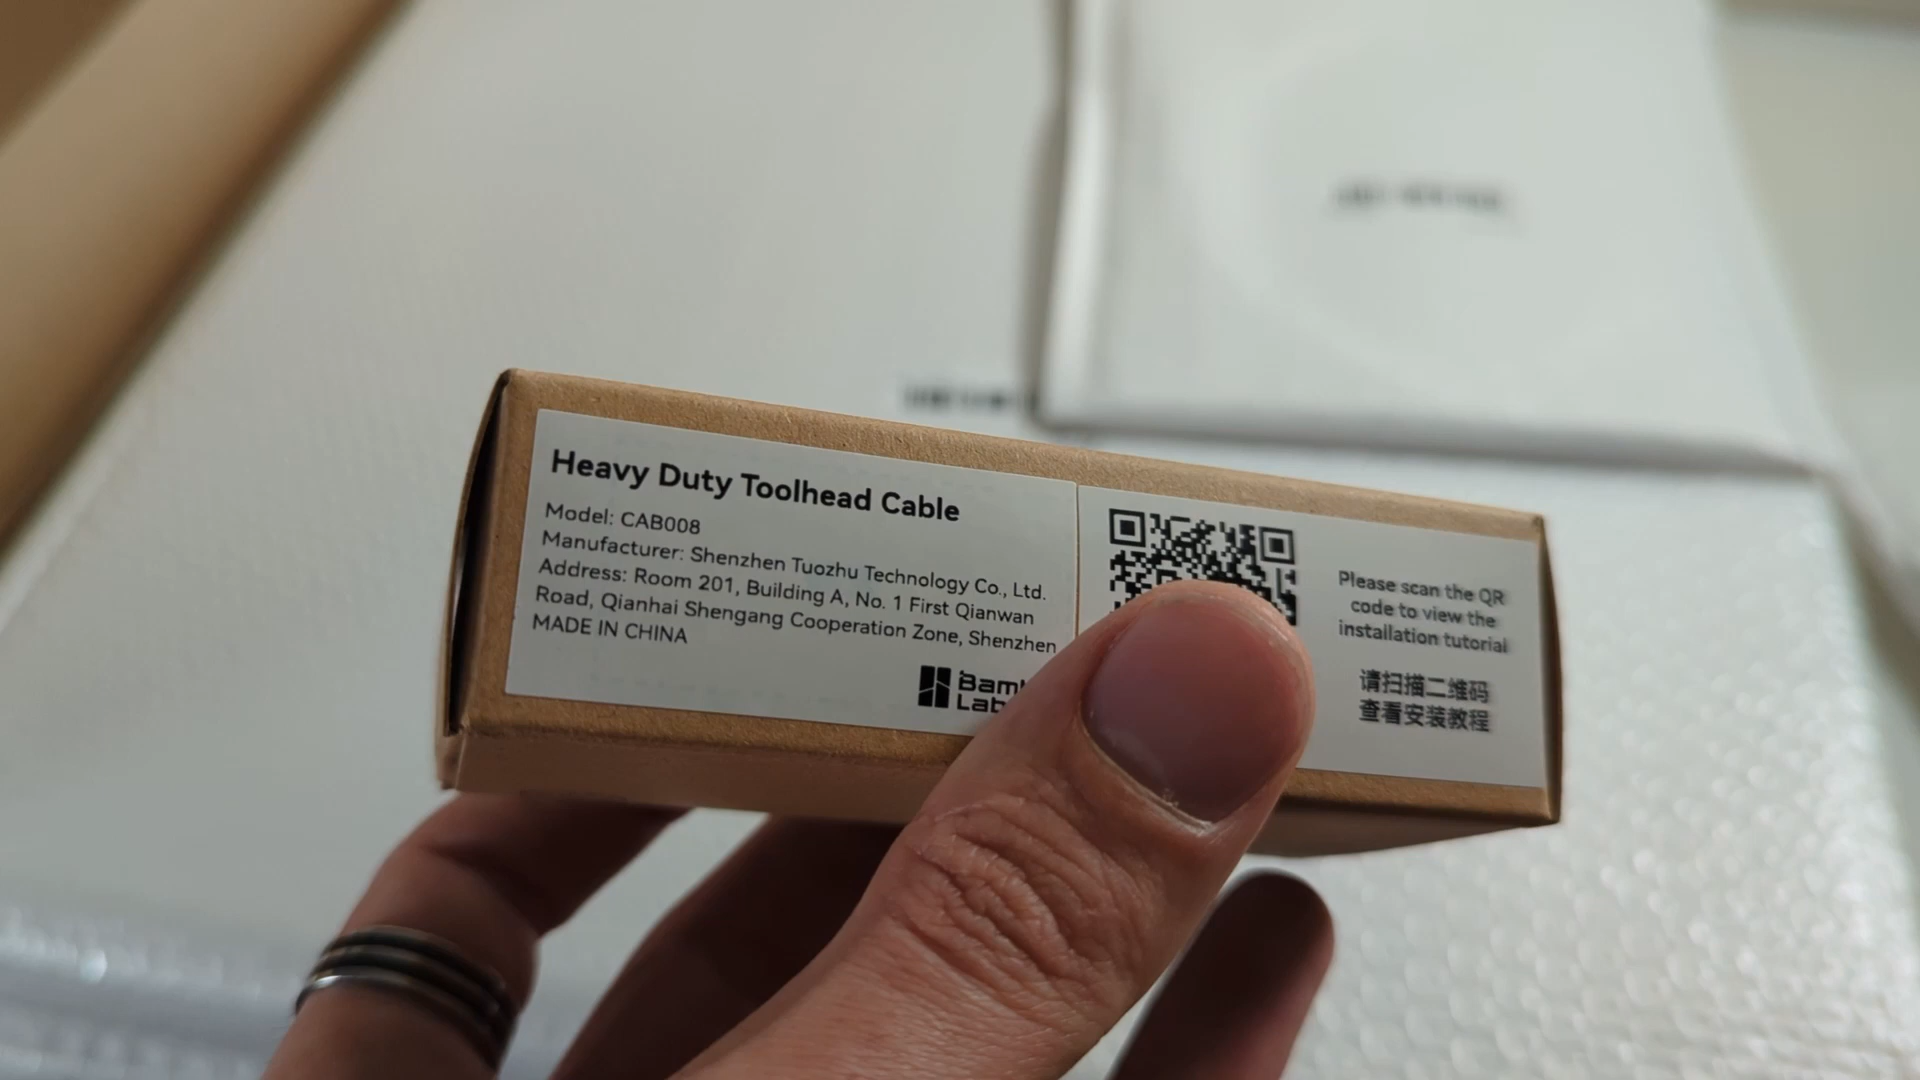 Heavy Duty Toolhead Cable
Model: CAB008
Manufacturer: Shenzhen Tuozhu Technology Co., Ltd.
Address: Room 201, Building A, No. 1 First Qianwan
Road, Qianhai Shengang Cooperation Zone, Shenzhen
MADE IN CHINA
Please scan the QR
code to view the
installation tutorial
请扫描二维码
查看安装教程